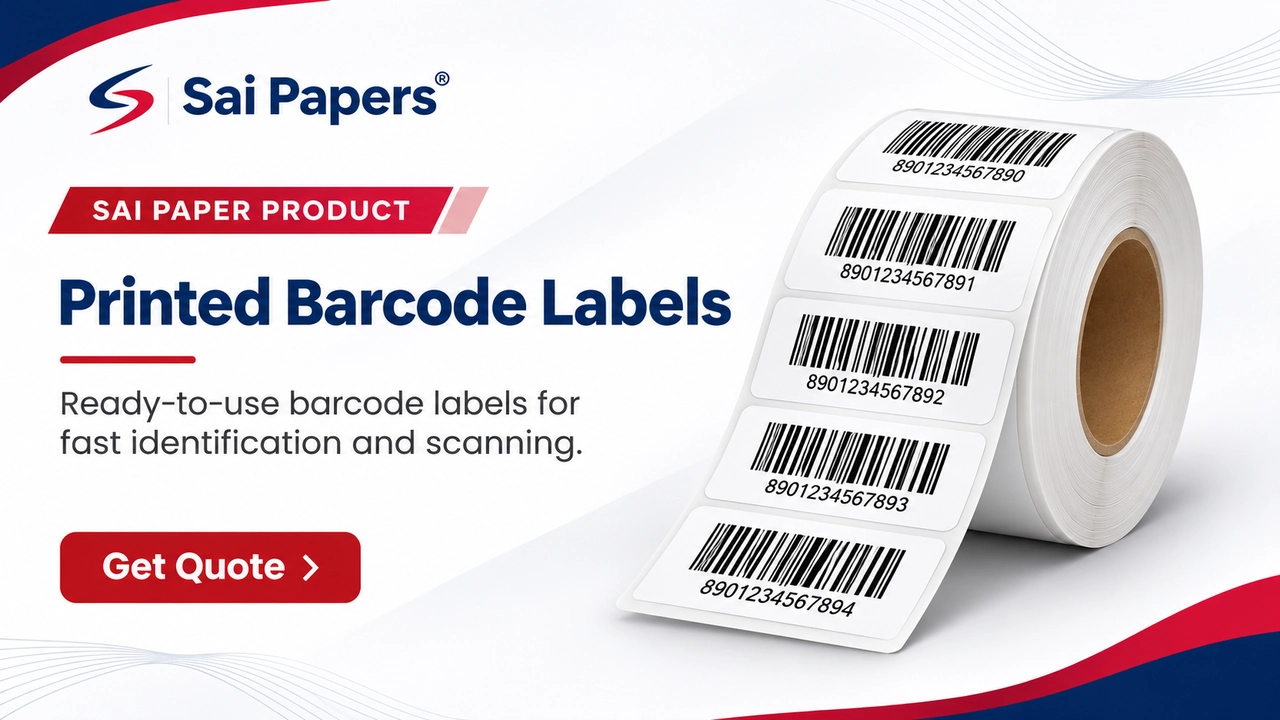 Sai Papers®
SAI PAPER PRODUCT
Printed Barcode Labels
Ready-to-use barcode labels for
fast identification and scanning.
Get Quote
8901234567890
8901234567891
8901234567892
8901234567893
8901234567894